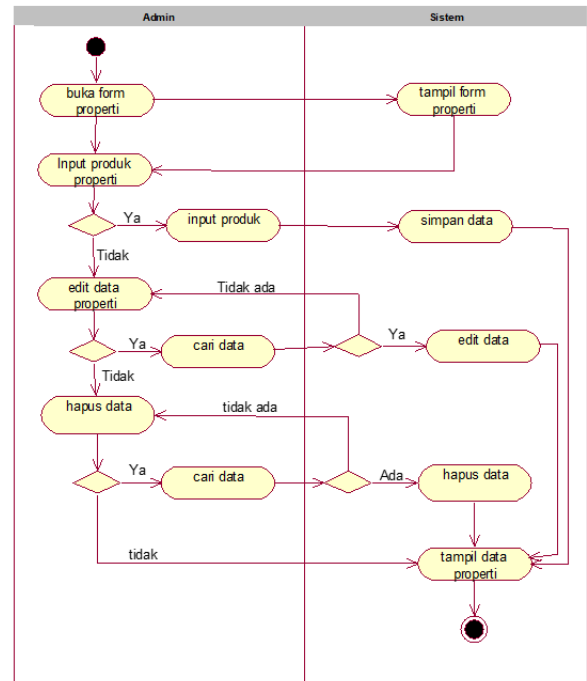 Admin
Sistem
buka form
properti
tampil form
properti
Input produk
properti
Ya
input produk
simpan data
Tidak
edit data
properti
Tidak ada
Ya
cari data
Ya
edit data
Tidak
hapus data
tidak ada
Ya
cari data
Ada
hapus data
tidak
tampil data
properti